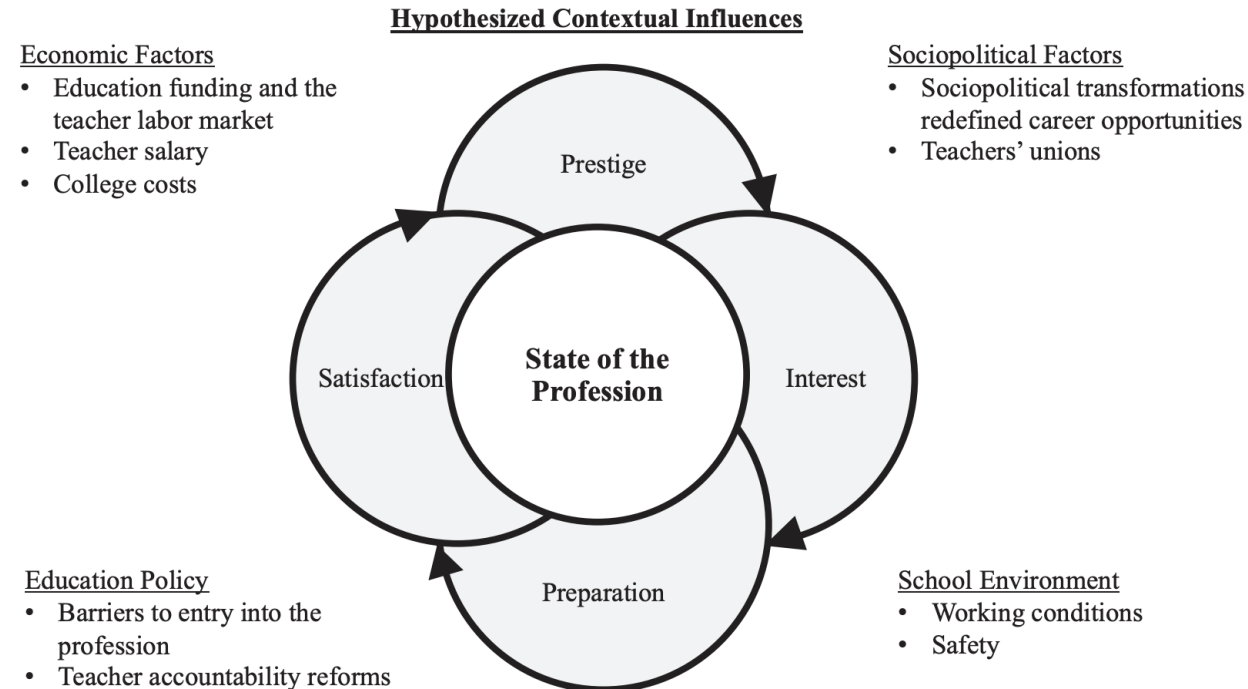 Hypothesized Contextual Influences
Economic Factors
• Education funding and the
teacher labor market
• Teacher salary
• College costs
Sociopolitical Factors
• Sociopolitical transformations
redefined career opportunities
• Teachers’ unions
Prestige
Satisfaction
State of the
Profession
Interest
Preparation
Education Policy
• Barriers to entry into the
profession
• Teacher accountability reforms
School Environment
• Working conditions
• Safety